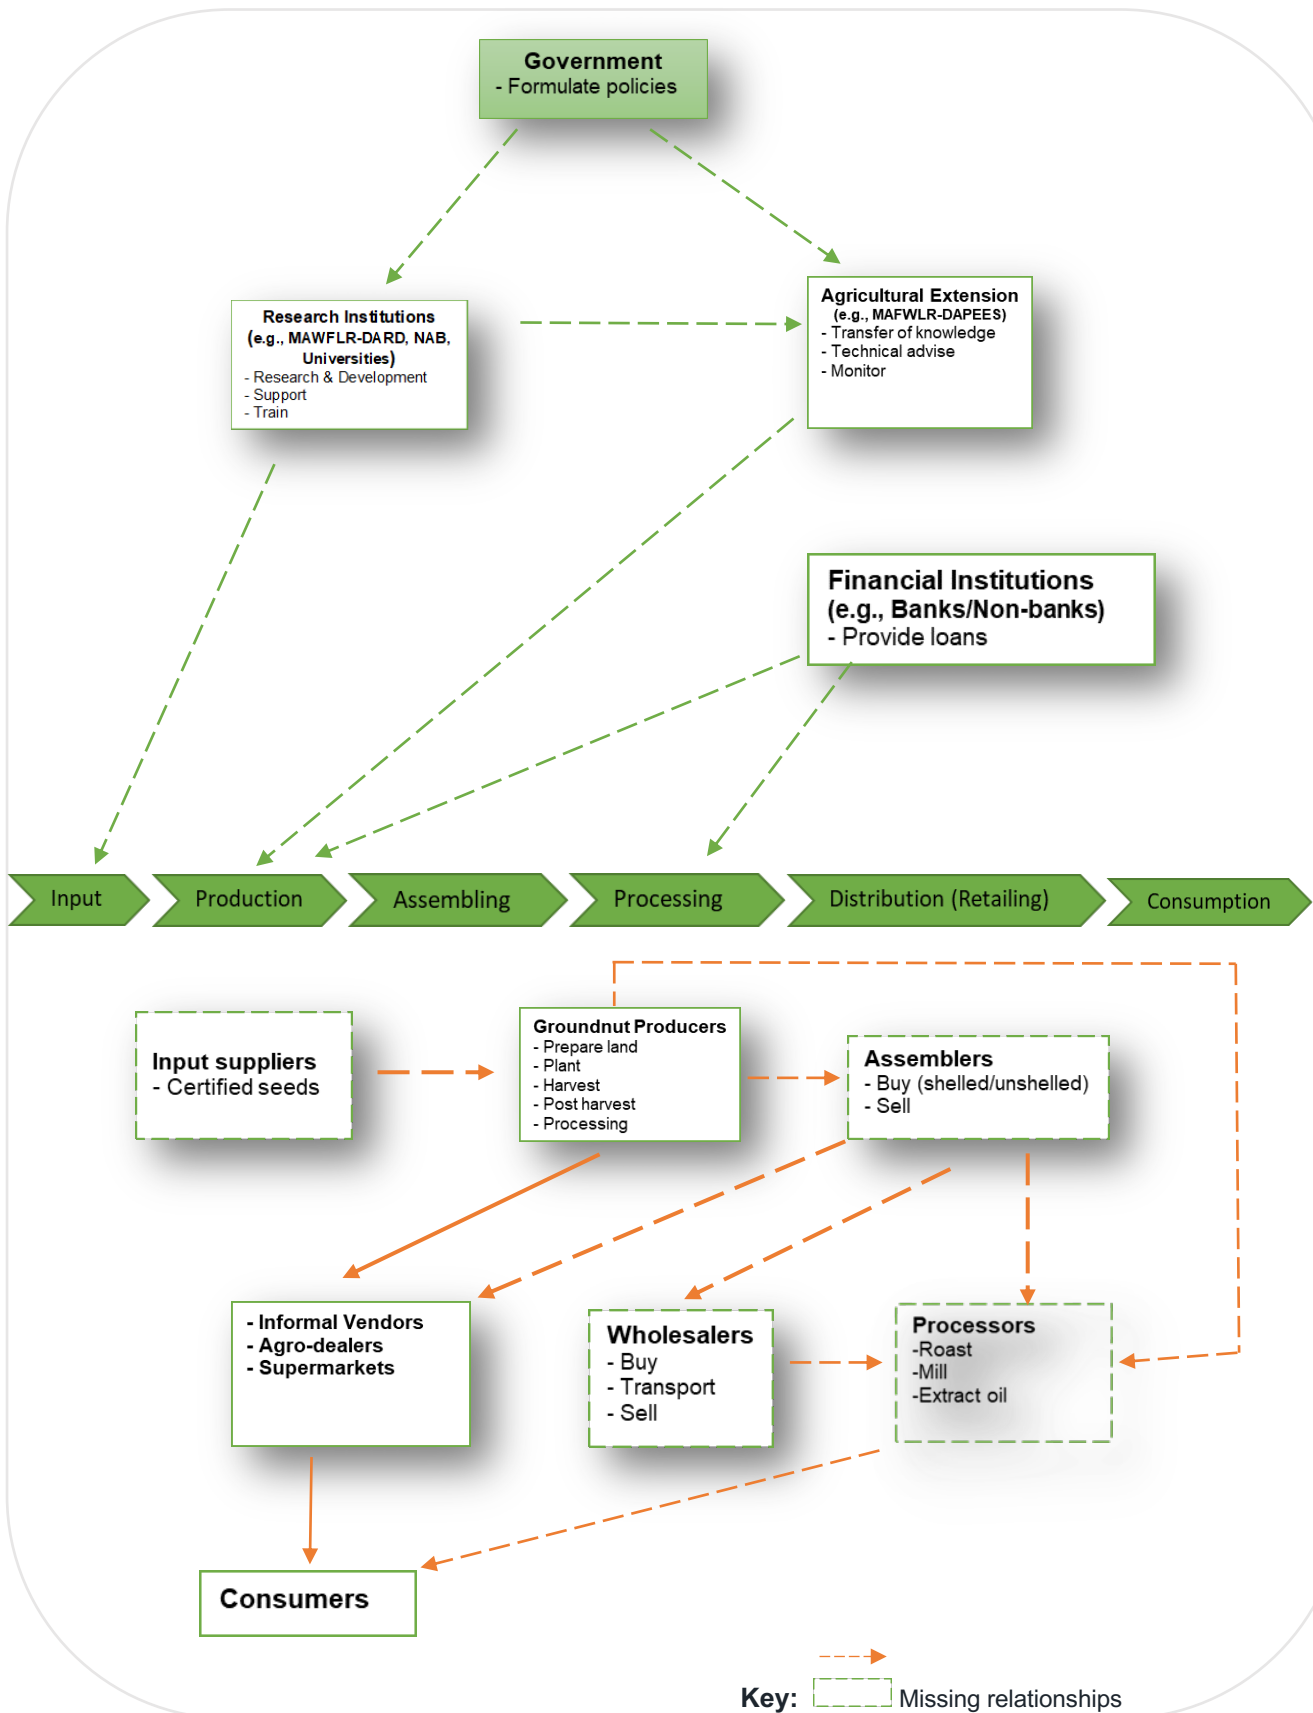 Government
- Formulate policies
Research Institutions
(e.g., MAWFLR-DARD, NAB,
Universities)
- Research & Development
- Support
- Train
Agricultural Extension
(e.g., MAFWLR-DAPEES)
- Transfer of knowledge
- Technical advise
- Monitor
Financial Institutions
(e.g., Banks/Non-banks)
- Provide loans
Input
Production
Assembling
Processing
Distribution (Retailing)
Consumption
Input suppliers
- Certified seeds
Groundnut Producers
- Prepare land
- Plant
- Harvest
- Post harvest
- Processing
Assemblers
- Buy (shelled/unshelled)
- Sell
- Informal Vendors
- Agro-dealers
- Supermarkets
Wholesalers
- Buy
- Transport
- Sell
Processors
-Roast
-Mill
-Extract oil
Consumers
Key: Missing relationships